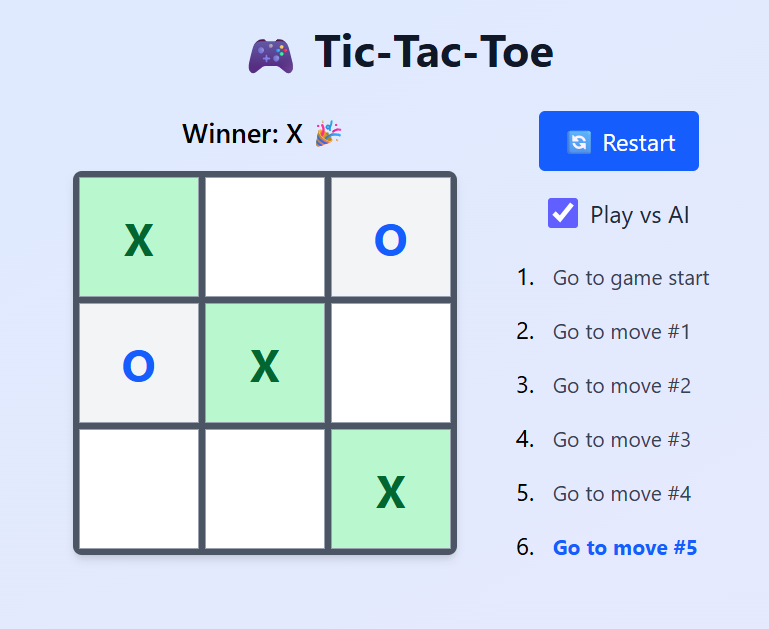 Tic-Tac-Toe
Winner: X
Restart
Play vs AI
X O
O X
X
1. Go to game start
2. Go to move #1
3. Go to move #2
4. Go to move #3
5. Go to move #4
6. Go to move #5